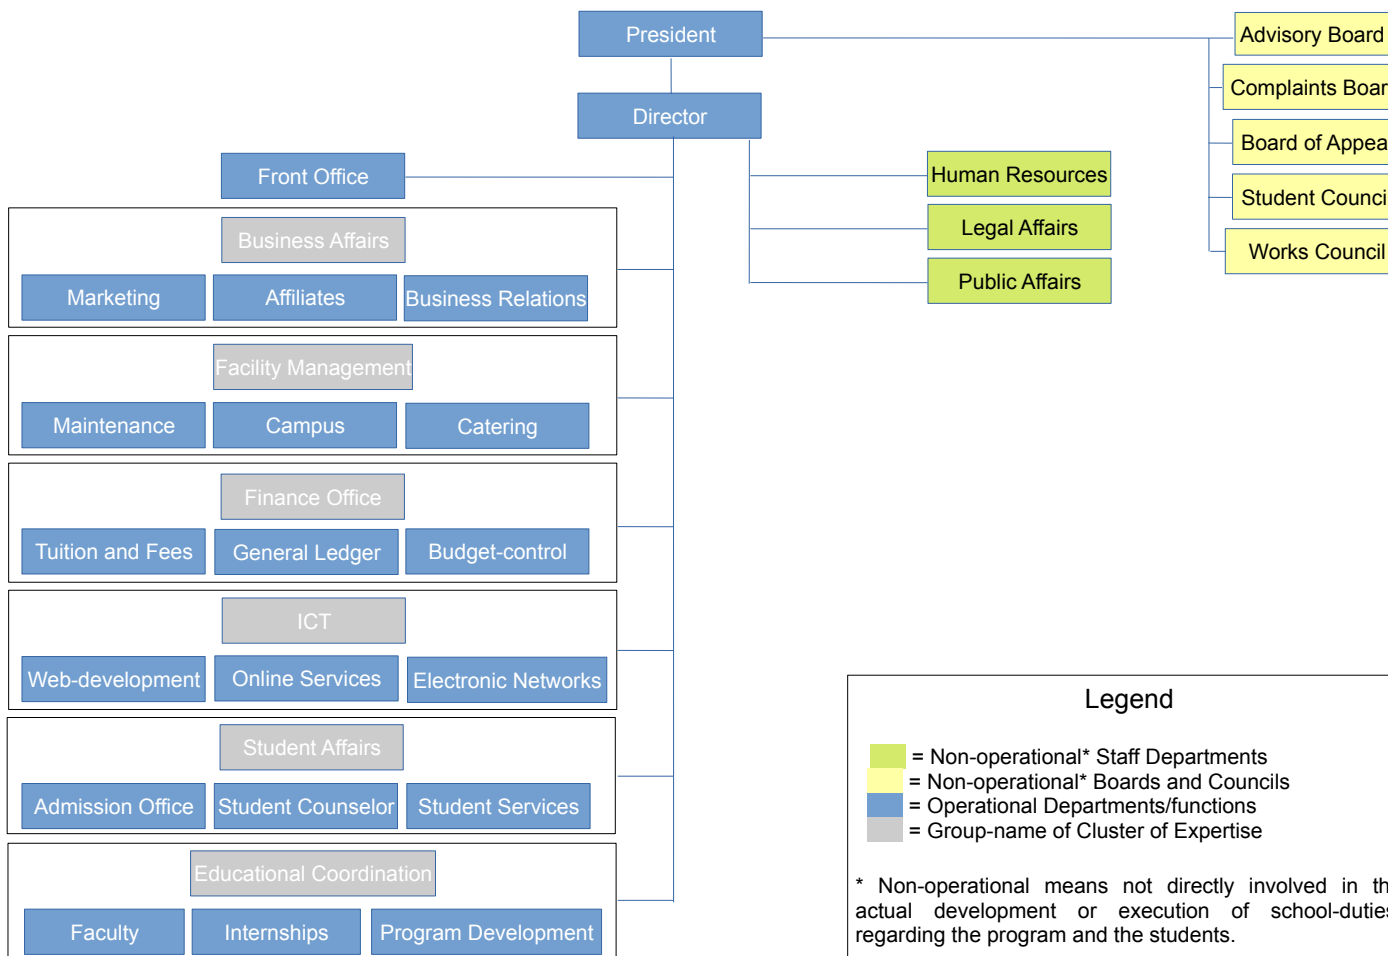 President
Advisory Board
Complaints Boar
Director
Board of Appea
Front Office
Human Resources
Student Counci
Legal Affairs
Works Council
Public Affairs
Business Affairs
Marketing
Affiliates
Business Relations
Facility Management
Maintenance
Campus
Catering
Finance Office
Tuition and Fees
General Ledger
Budget-control
ICT
Web-development
Online Services
Electronic Networks
Student Affairs
Admission Office
Student Counselor
Student Services
Educational Coordination
Faculty
Internships
Program Development
Legend
= Non-operational* Staff Departments
= Non-operational* Boards and Councils
= Operational Departments/functions
= Group-name of Cluster of Expertise
* Non-operational means not directly involved in th
actual development or execution of school-duties
regarding the program and the students.